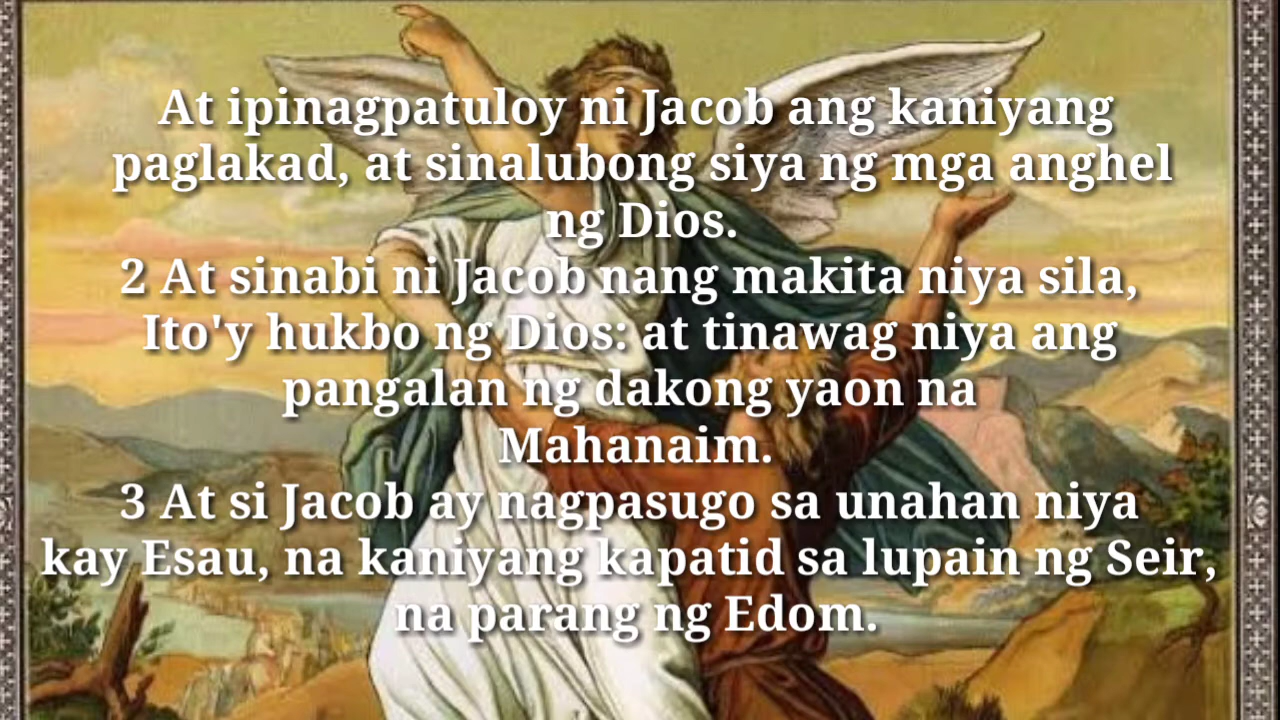 At ipinagpatuloy ni Jacob ang kaniyang
paglakad, at sinalubong siya ng mga anghel
ng Dios.
2 At sinabi ni Jacob nang makita niya sila,
Ito'y hukbo ng Dios: at tinawag niya ang
pangalan ng dakong yaon na
Mahanaim.
3 At si Jacob ay nagpasugo sa unahan niya
kay Esau, na kaniyang kapatid sa lupain ng Seir,
na parang ng Edom.